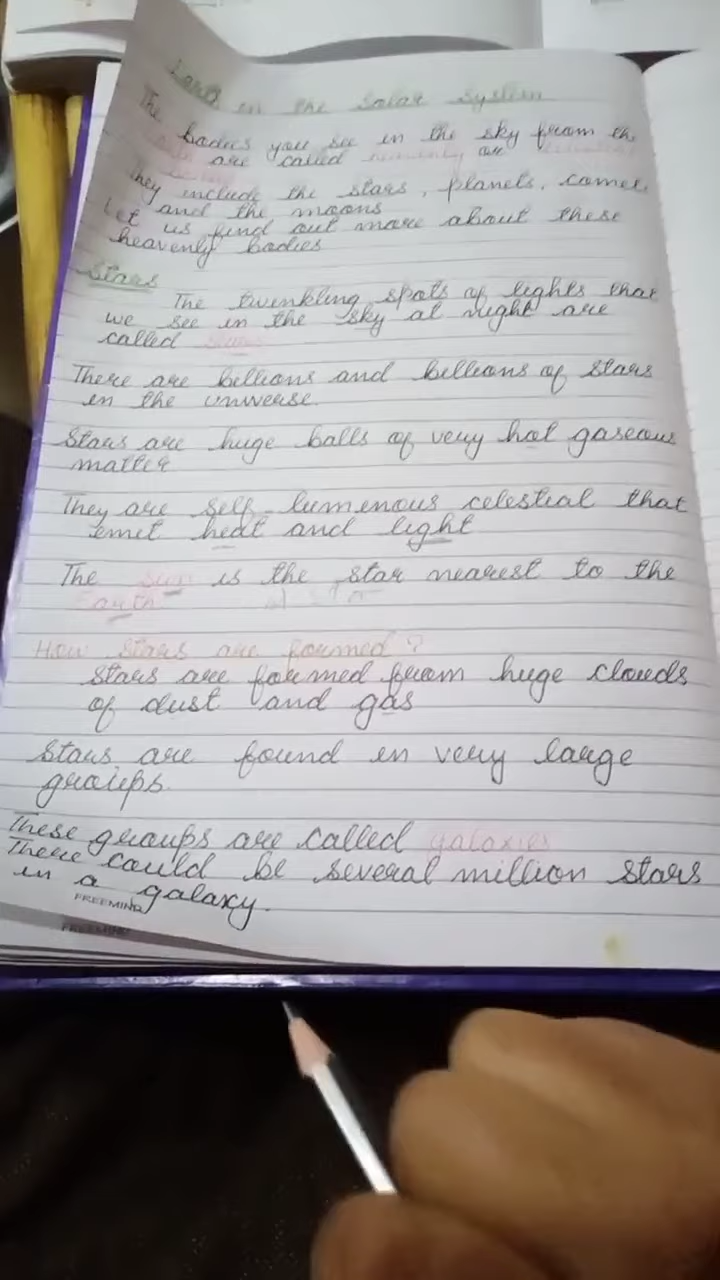 Earth in the Solar System
The bodies you see in the sky from the
are called heavenly or
They include the stars, planets, comet
and the moons
Let us find out more about these
heavenly bodies
Stars
The twinkling spots of lights that
we see in the sky at night are
called stars
There are billions and billions of stars
in the universe.
Stars are huge balls of very hot gaseous
matter
They are self-luminous celestial that
emit heat and light
The sun is the star nearest to the
Earth
How stars are formed?
Stars are formed from huge clouds
of dust and gas
Stars are found in very large
groups.
These groups are called galaxies
There could be several million stars
in a galaxy.
FREEMIND
FREEMIND